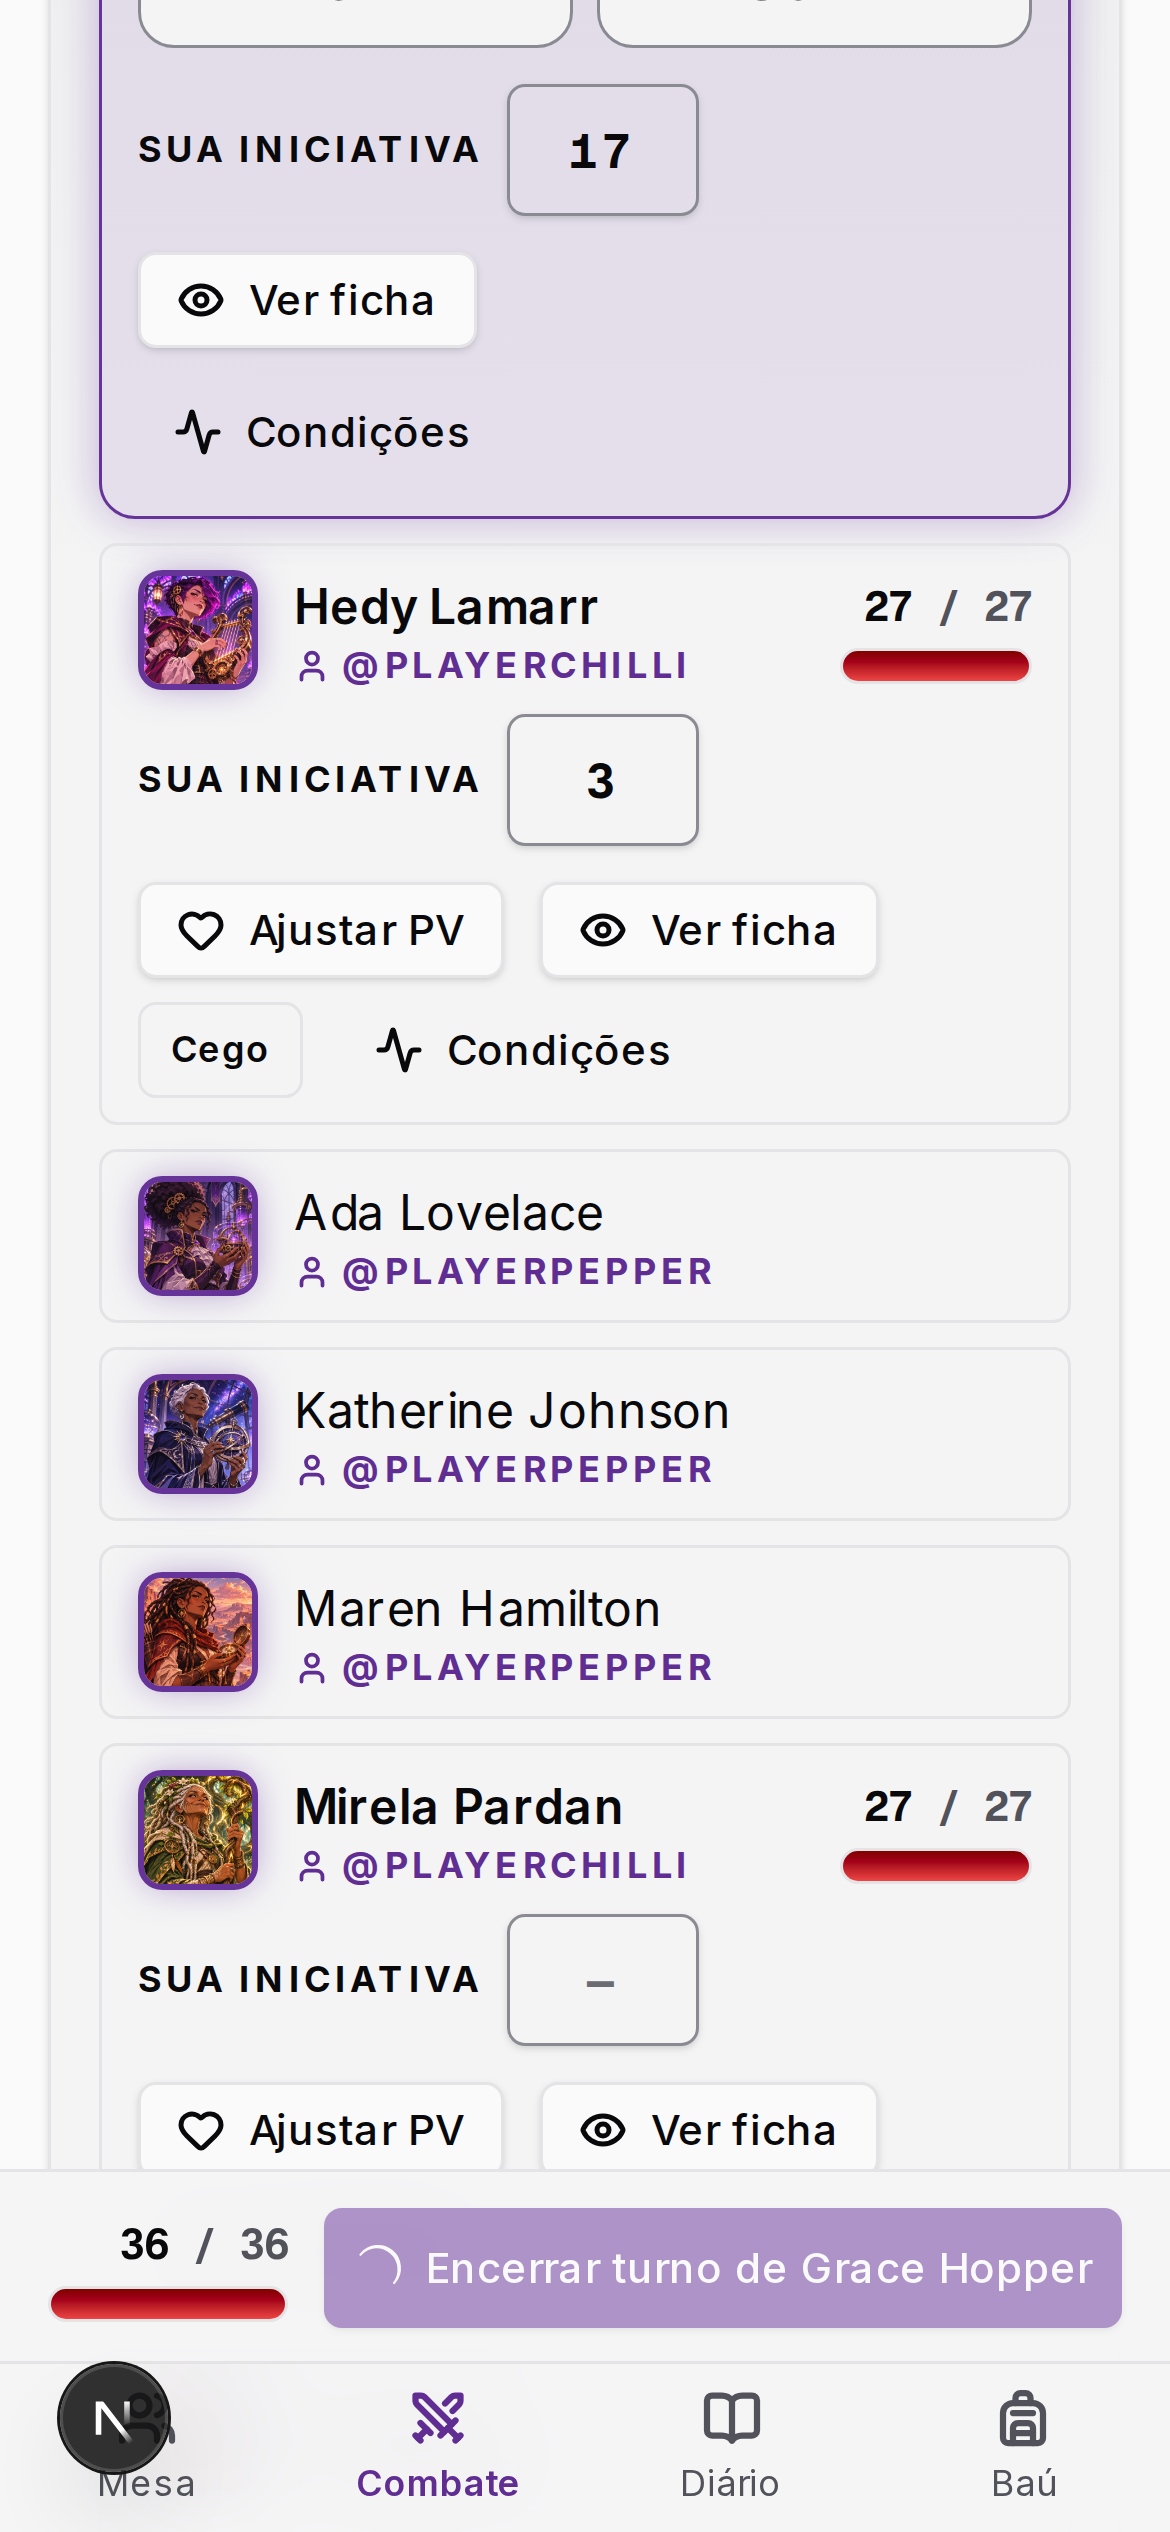 SUA INICIATIVA 17
Ver ficha
Condições
Hedy Lamarr 27 / 27
@PLAYERCHILLI
SUA INICIATIVA 3
Ajustar PV Ver ficha
Cego Condições
Ada Lovelace
@PLAYERPEPPER
Katherine Johnson
@PLAYERPEPPER
Maren Hamilton
@PLAYERPEPPER
Mirela Pardan 27 / 27
@PLAYERCHILLI
SUA INICIATIVA –
Ajustar PV Ver ficha
36 / 36 Encerrar turno de Grace Hopper
N
Mesa Combate Diário Baú